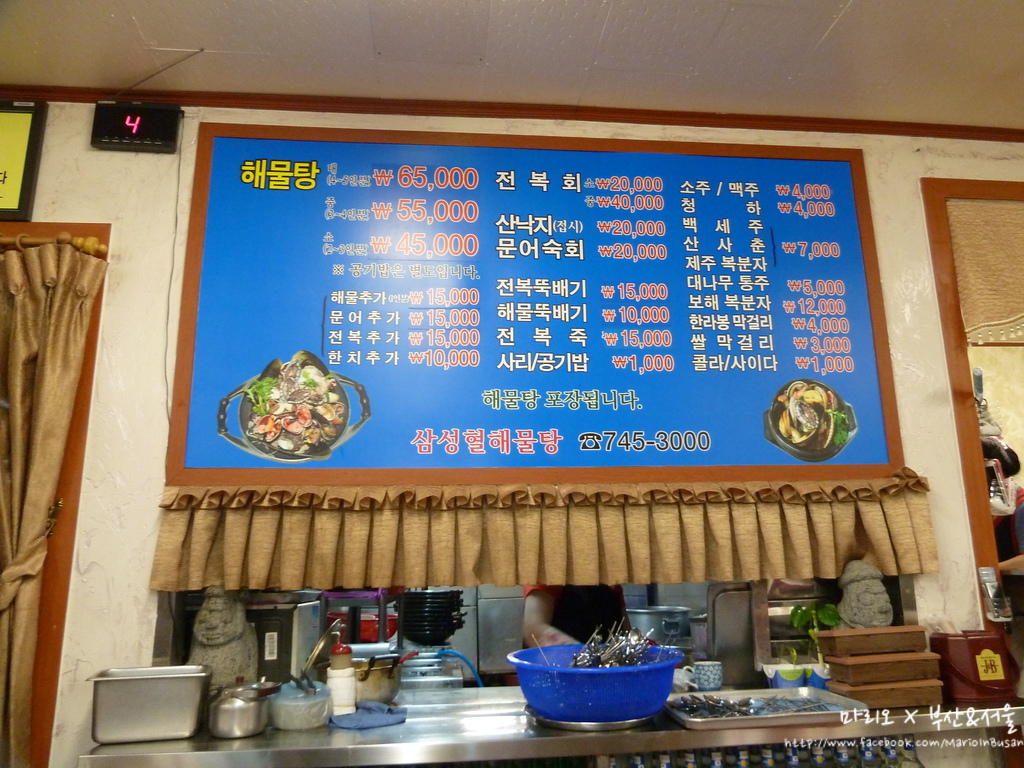 4
다
해물탕 대 (4~5인분) ₩65,000
중 (3~4인분) ₩55,000
소 (2~3인분) ₩45,000
※ 공기밥은 별도입니다.
해물추가 (1인분) ₩15,000
문어추가 ₩15,000
전복추가 ₩15,000
한치추가 ₩10,000
전복회 소 ₩20,000
중 ₩40,000
산낙지(접시) ₩20,000
문어숙회 ₩20,000
전복뚝배기 ₩15,000
해물뚝배기 ₩10,000
전복죽 ₩15,000
사리/공기밥 ₩1,000
소주 / 맥주 ₩4,000
청하 ₩4,000
백세주
산사춘 ₩7,000
제주 복분자
대나무 통주 ₩5,000
보해 복분자 ₩12,000
한라봉 막걸리 ₩4,000
쌀 막걸리 ₩3,000
콜라/사이다 ₩1,000
해물탕 포장됩니다.
삼성혈해물탕 ☎745-3000
마리오 X 부산&서울
http://www.facebook.com/MarioInBusan